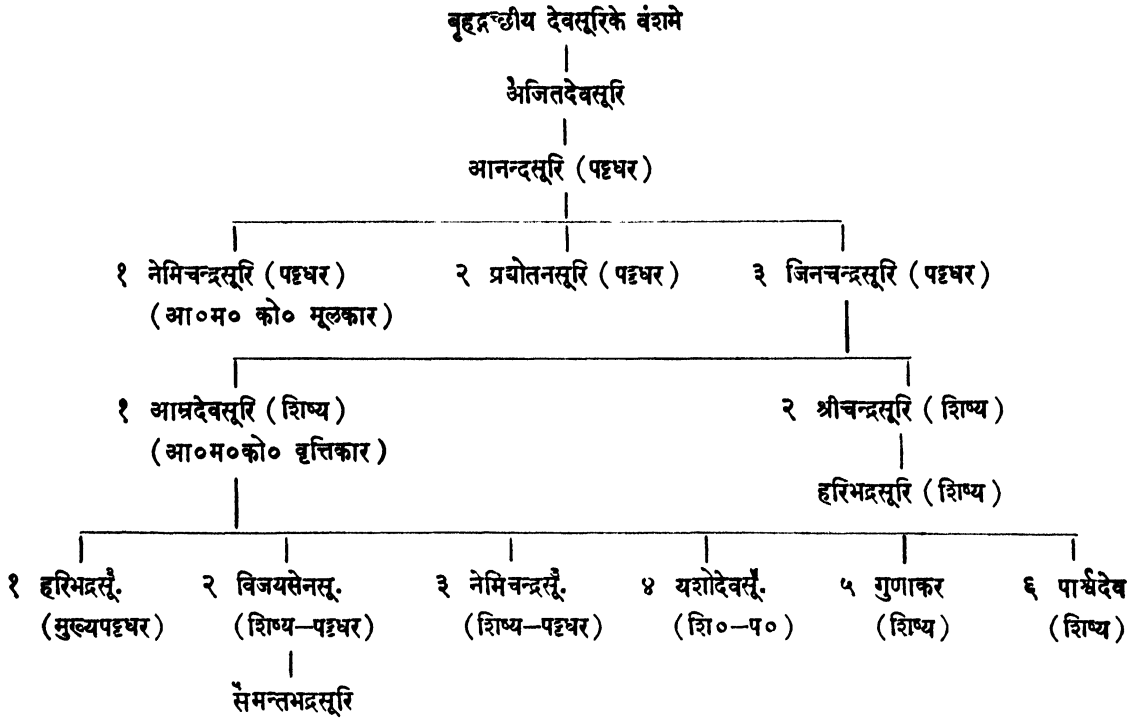 बृहद्गच्छीय देवसूरिके वंशमे
अजितदेवसूरि
आनन्दसूरि (पट्टधर)
१ नेमिचन्द्रसूरि (पट्टधर) २ प्रद्योतनसूरि (पट्टधर) ३ जिनचन्द्रसूरि (पट्टधर)
(आ०म० को० मूलकार)
१ आम्रदेवसूरि (शिष्य) २ श्रीचन्द्रसूरि (शिष्य)
(आ०म०को० वृत्तिकार)
हरिभद्रसूरि (शिष्य)
१ हरिभद्रसू. २ विजयसेनसू. ३ नेमिचन्द्रसू. ४ यशोदेवसू. ५ गुणाकर ६ पार्श्वदेव
(मुख्यपट्टधर) (शिष्य–पट्टधर) (शिष्य–पट्टधर) (शि०–प०) (शिष्य) (शिष्य)
समन्तभद्रसूरि